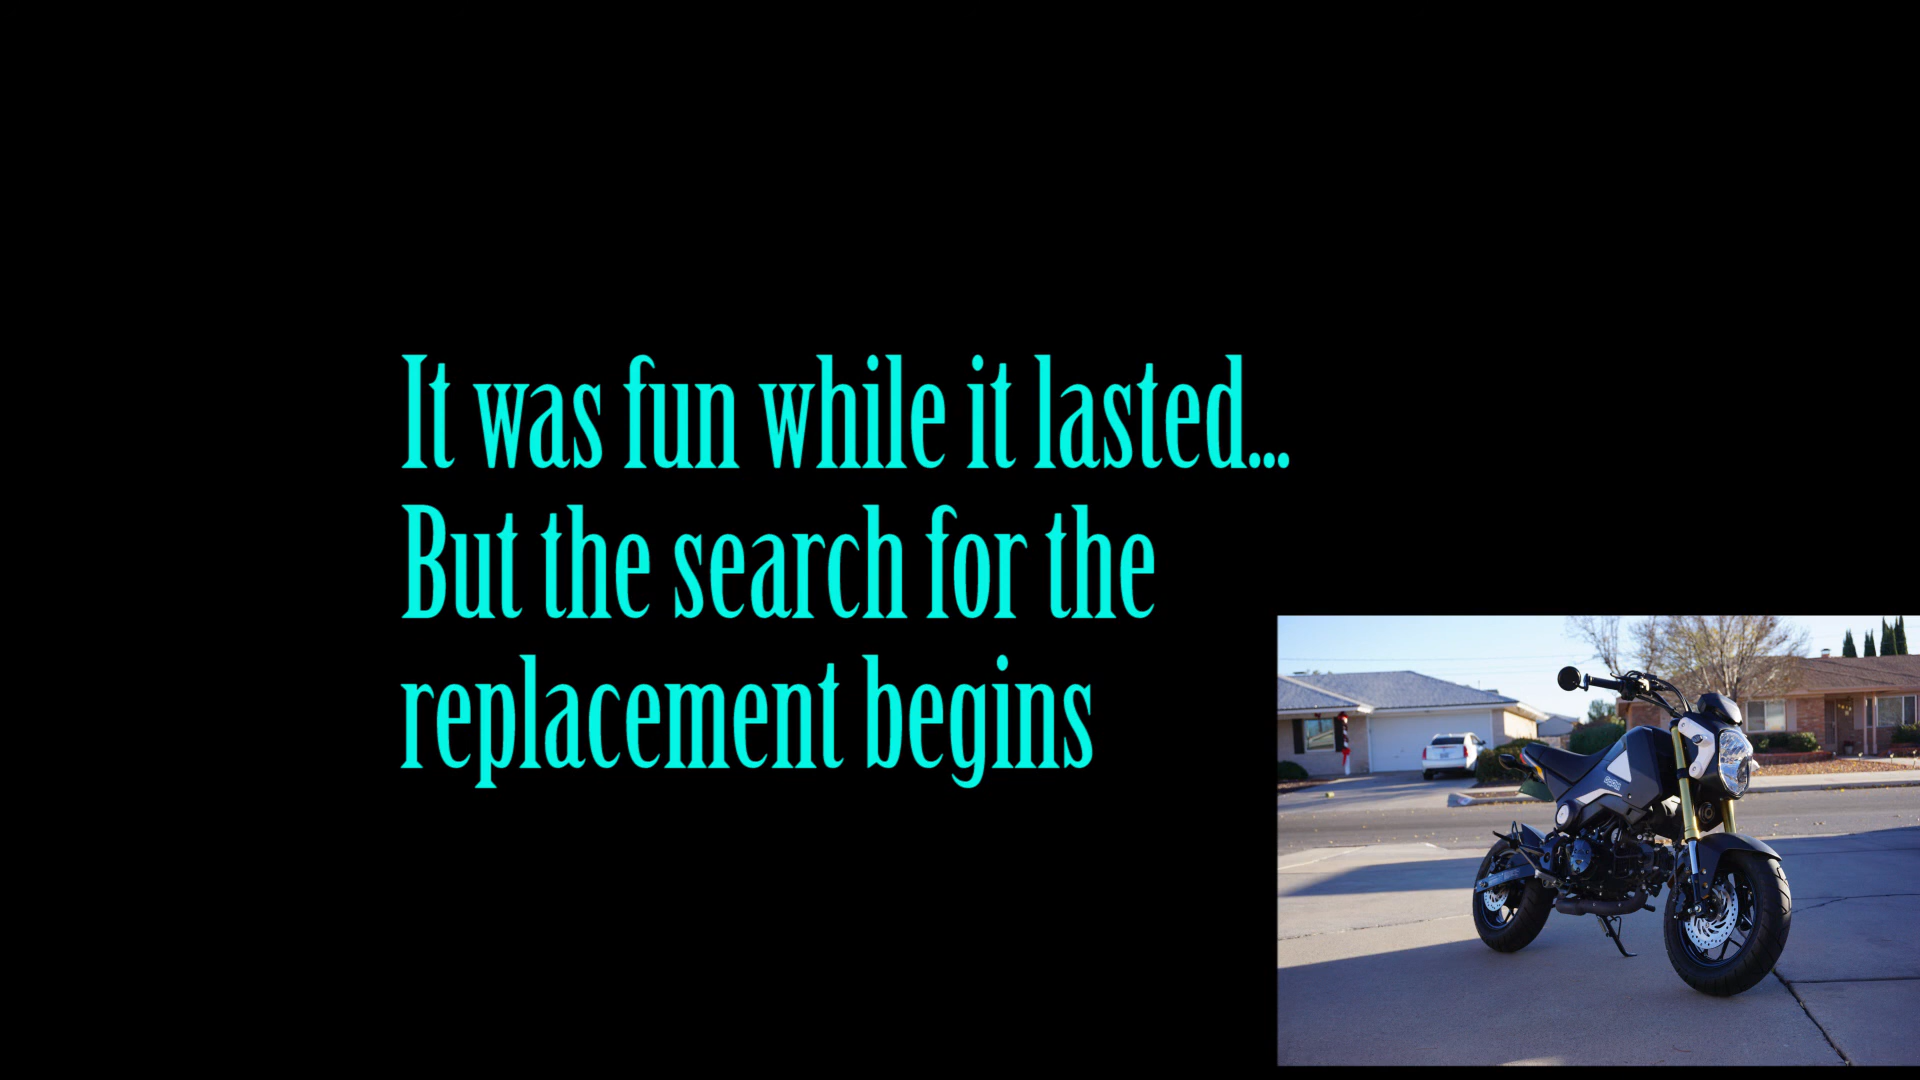 It was fun while it lasted...
But the search for the
replacement begins